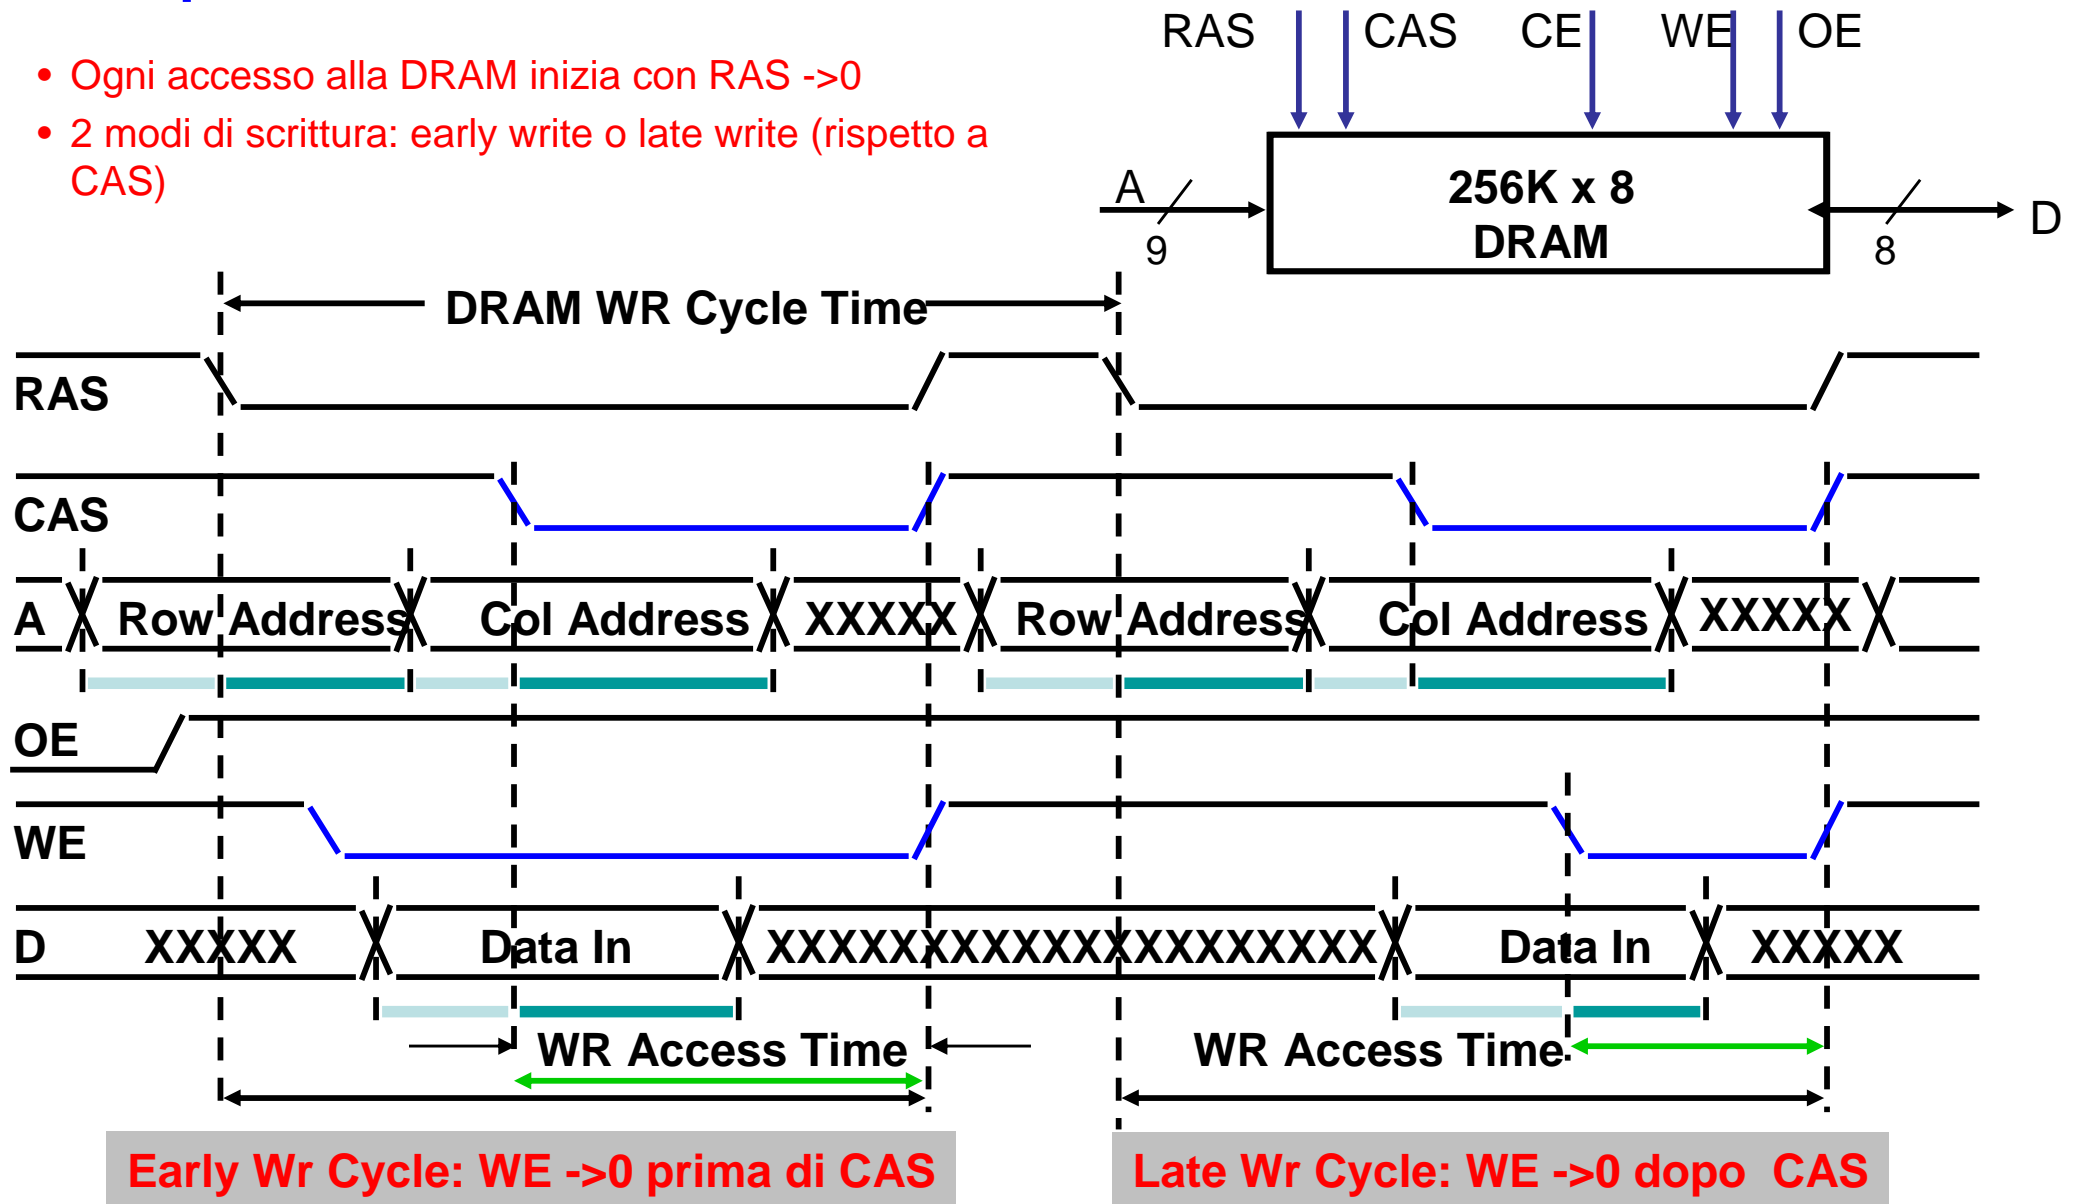 RAS CAS CE WE OE
• Ogni accesso alla DRAM inizia con RAS ->0
• 2 modi di scrittura: early write o late write (rispetto a
CAS)
A
9
256K x 8
DRAM
8
D
DRAM WR Cycle Time
RAS
CAS
A Row Address Col Address XXXXX Row Address Col Address XXXXX
OE
WE
D XXXXX Data In XXXXXXXXXXXXXXXXXXXX Data In XXXXX
WR Access Time WR Access Time
Early Wr Cycle: WE ->0 prima di CAS
Late Wr Cycle: WE ->0 dopo CAS